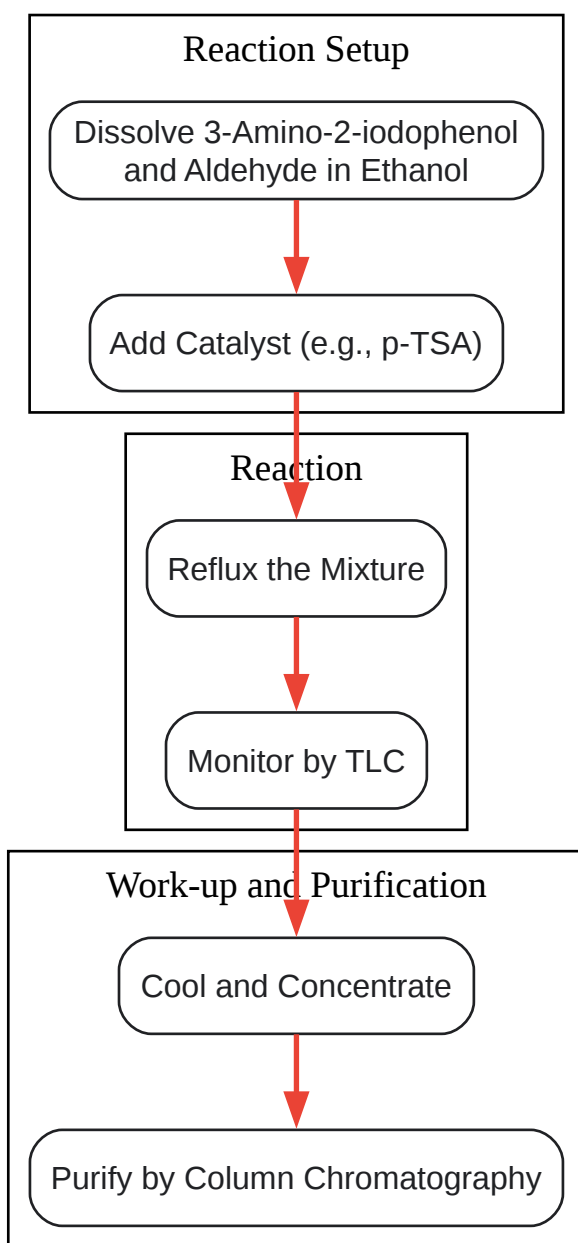 Reaction Setup
Dissolve 3-Amino-2-iodophenol
and Aldehyde in Ethanol
Add Catalyst (e.g., p-TSA)
Reaction
Reflux the Mixture
Monitor by TLC
Work-up and Purification
Cool and Concentrate
Purify by Column Chromatography